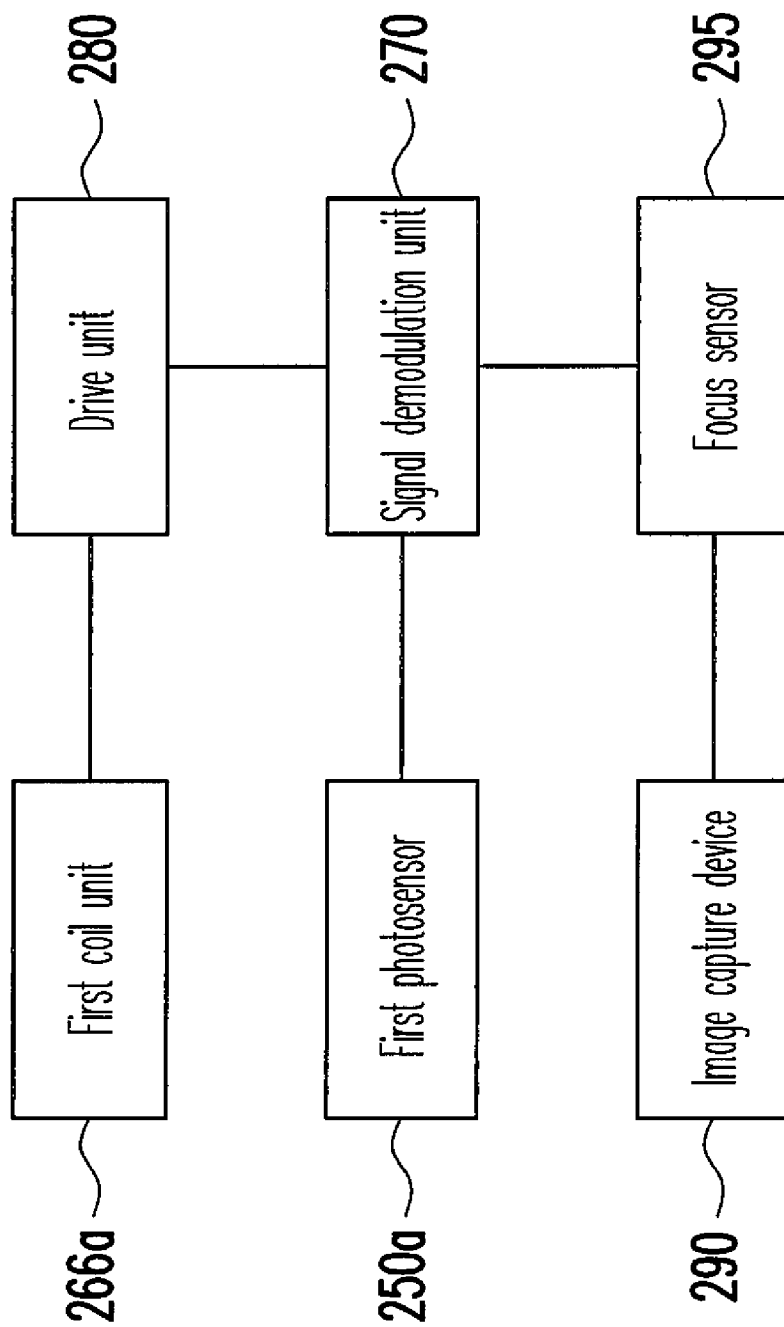 266a
First coil unit
Drive unit
280
250a
First photosensor
Signal demodulation unit
270
290
Image capture device
Focus sensor
295